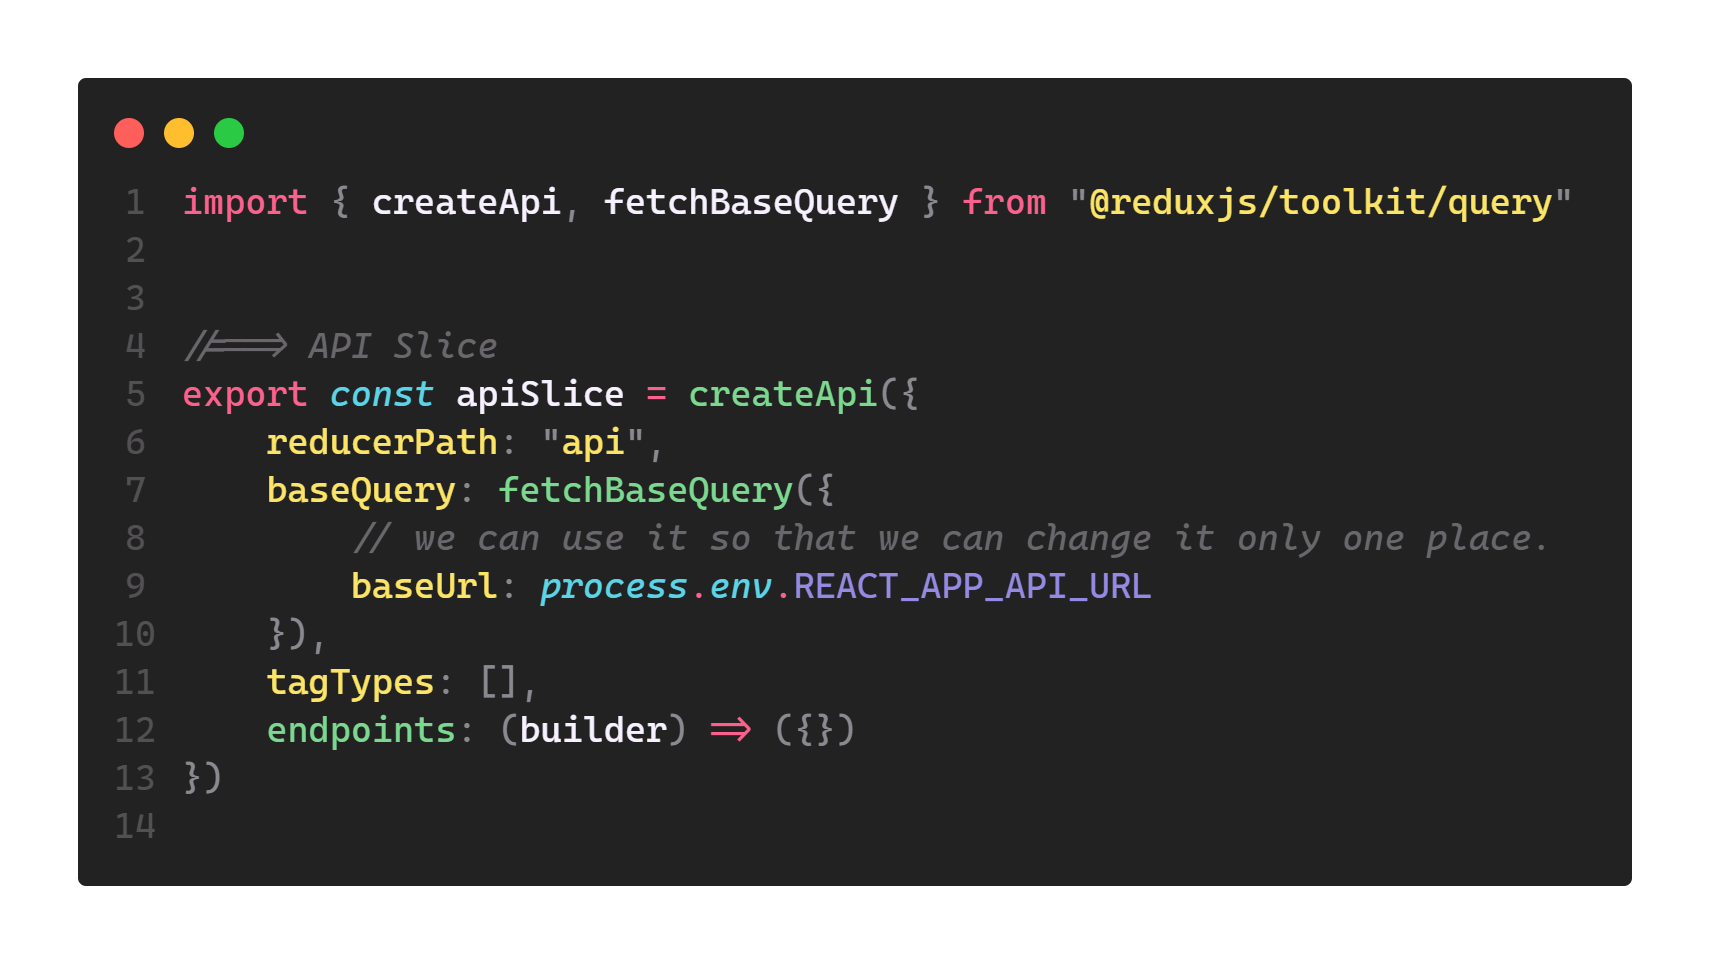 1 import { createApi, fetchBaseQuery } from "@reduxjs/toolkit/query"
2
3
4 //===> API Slice
5 export const apiSlice = createApi({
6     reducerPath: "api",
7     baseQuery: fetchBaseQuery({
8         // we can use it so that we can change it only one place.
9         baseUrl: process.env.REACT_APP_API_URL
10     }),
11     tagTypes: [],
12     endpoints: (builder) => ({})
13 })
14